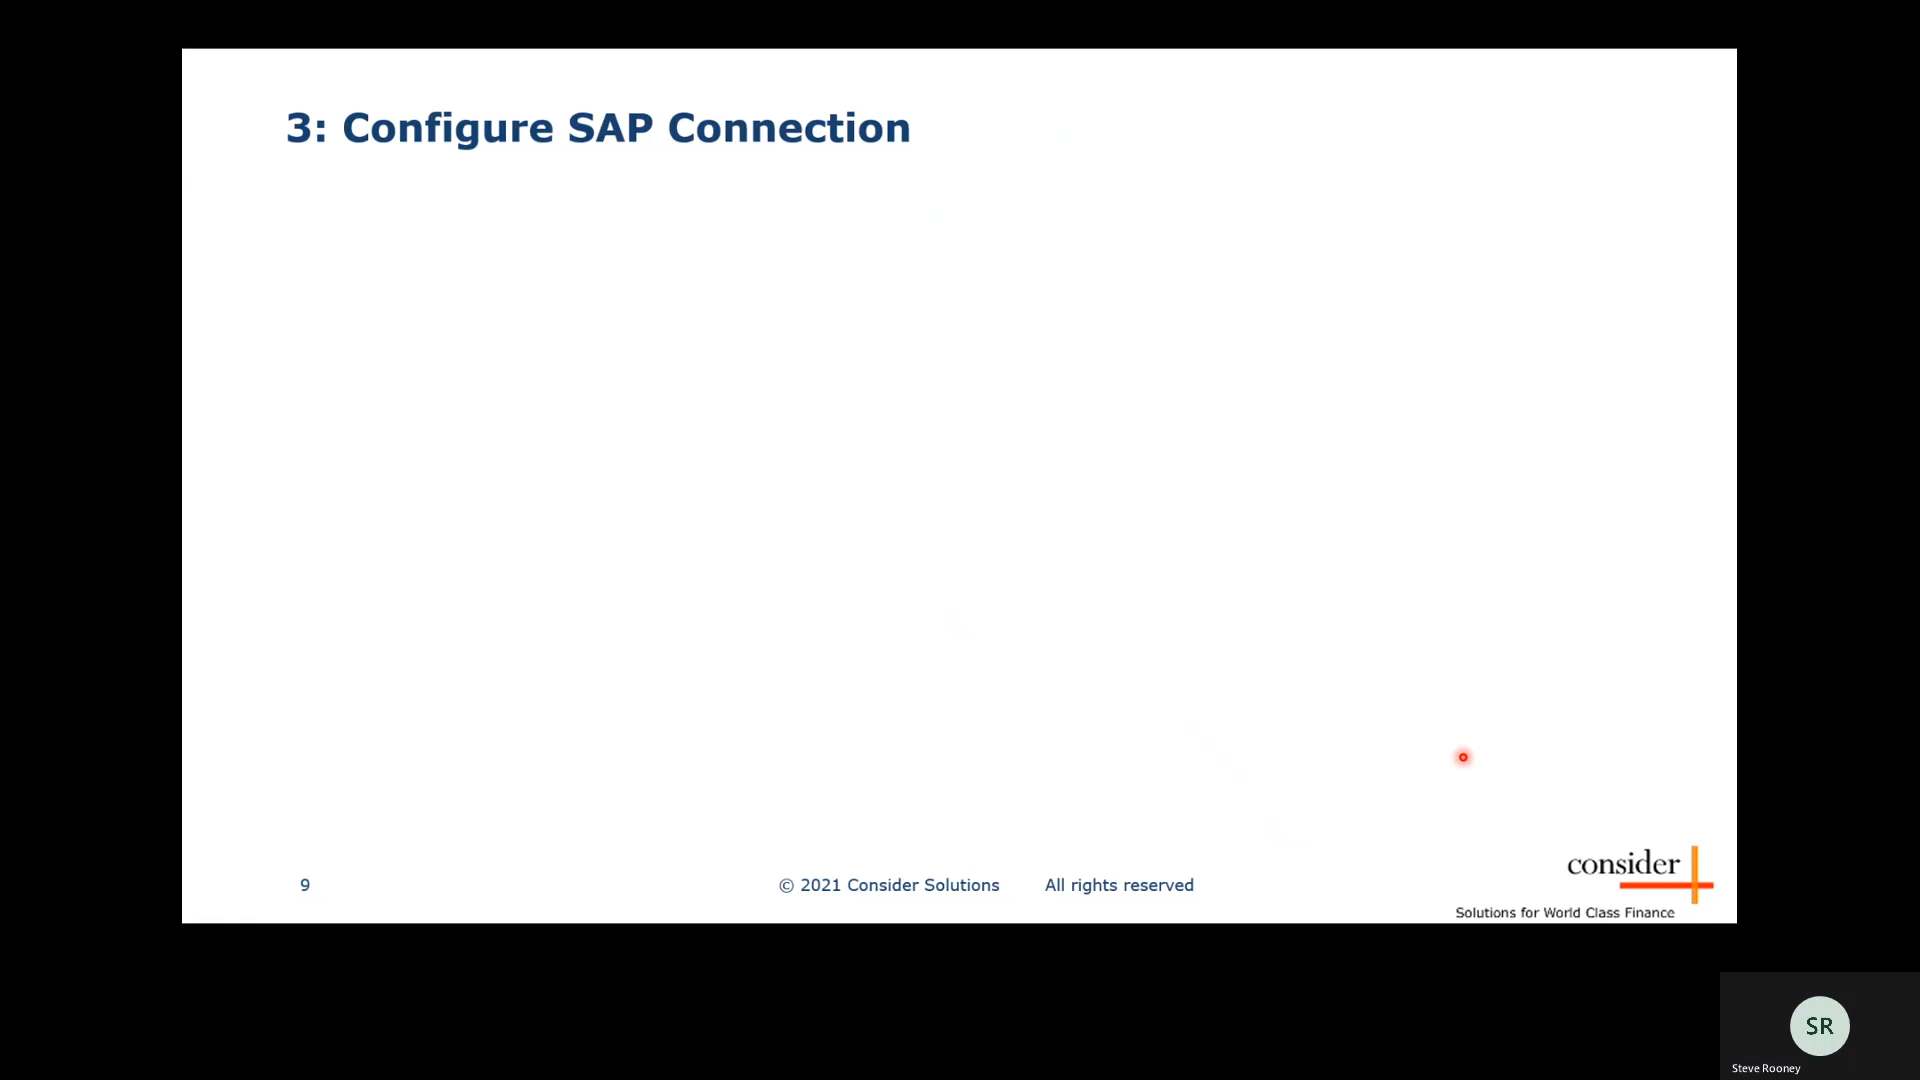 3: Configure SAP Connection
9
© 2021 Consider Solutions All rights reserved
consider
Solutions for World Class Finance
SR
Steve Rooney